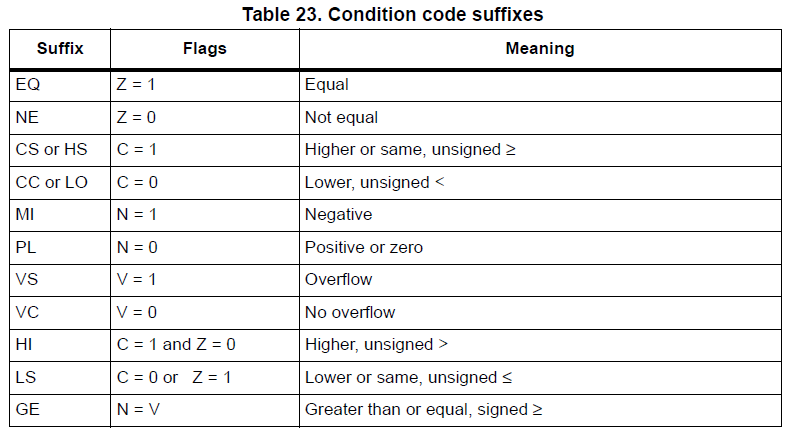 Table 23. Condition code suffixes
Suffix Flags Meaning
EQ Z = 1 Equal
NE Z = 0 Not equal
CS or HS C = 1 Higher or same, unsigned ≥
CC or LO C = 0 Lower, unsigned <
MI N = 1 Negative
PL N = 0 Positive or zero
VS V = 1 Overflow
VC V = 0 No overflow
HI C = 1 and Z = 0 Higher, unsigned >
LS C = 0 or Z = 1 Lower or same, unsigned ≤
GE N = V Greater than or equal, signed ≥